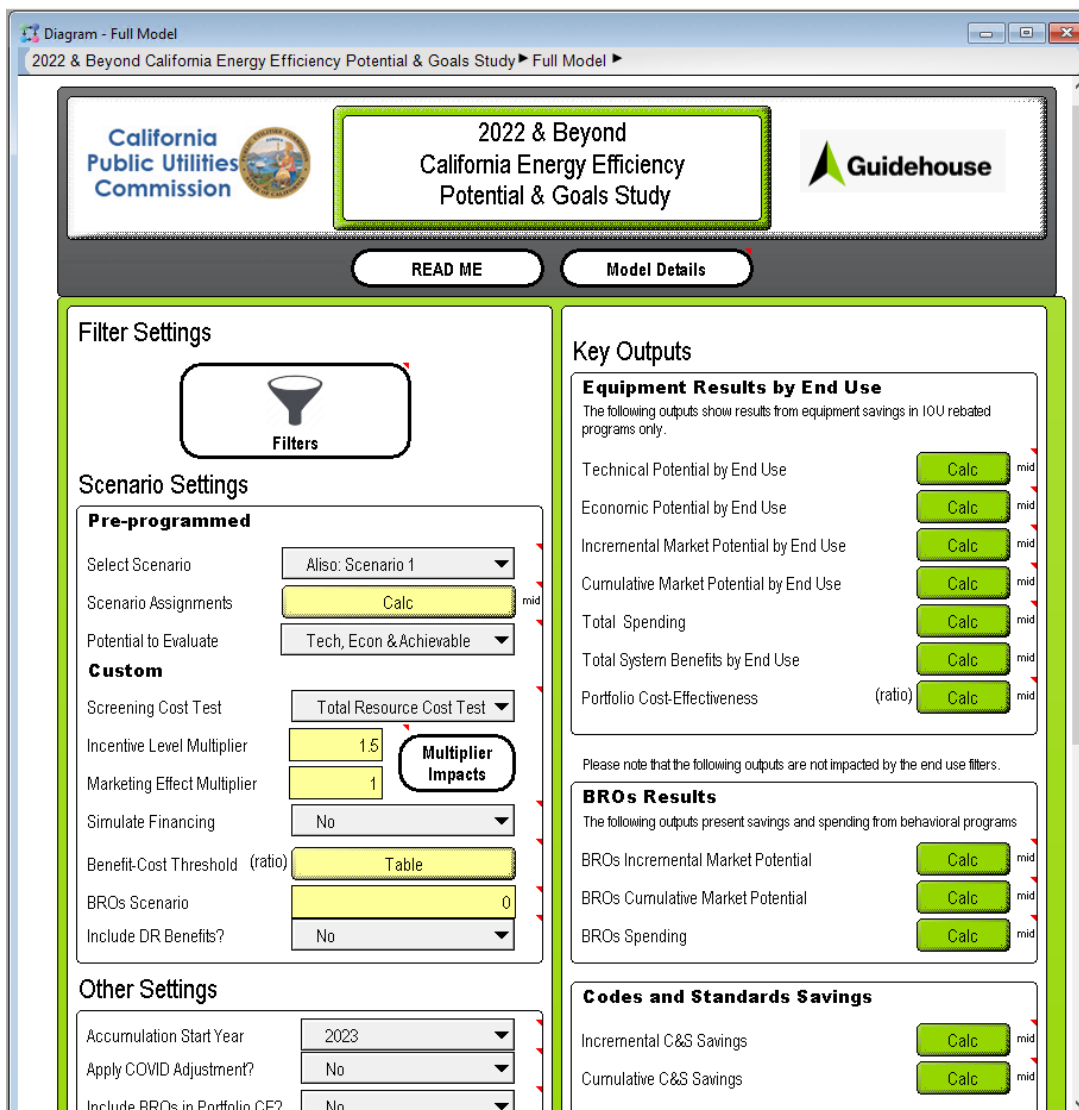 Diagram - Full Model
2022 & Beyond California Energy Efficiency Potential & Goals Study ► Full Model ►
California
Public Utilities
Commission
2022 & Beyond
California Energy Efficiency
Potential & Goals Study
Guidehouse
READ ME
Model Details
Filter Settings
Filters
Scenario Settings
Pre-programmed
Select Scenario Aliso: Scenario 1
Scenario Assignments Calc mid
Potential to Evaluate Tech, Econ & Achievable
Custom
Screening Cost Test Total Resource Cost Test
Incentive Level Multiplier 1.5
Multiplier
Impacts
Marketing Effect Multiplier 1
Simulate Financing No
Benefit-Cost Threshold (ratio) Table
BROs Scenario 0
Include DR Benefits? No
Other Settings
Accumulation Start Year 2023
Apply COVID Adjustment? No
Include BROs in Portfolio CE? No
Key Outputs
Equipment Results by End Use
The following outputs show results from equipment savings in IOU rebated
programs only.
Technical Potential by End Use Calc mid
Economic Potential by End Use Calc mid
Incremental Market Potential by End Use Calc mid
Cumulative Market Potential by End Use Calc mid
Total Spending Calc mid
Total System Benefits by End Use Calc mid
Portfolio Cost-Effectiveness (ratio) Calc mid
Please note that the following outputs are not impacted by the end use filters.
BROs Results
The following outputs present savings and spending from behavioral programs
BROs Incremental Market Potential Calc mid
BROs Cumulative Market Potential Calc mid
BROs Spending Calc mid
Codes and Standards Savings
Incremental C&S Savings Calc mid
Cumulative C&S Savings Calc mid